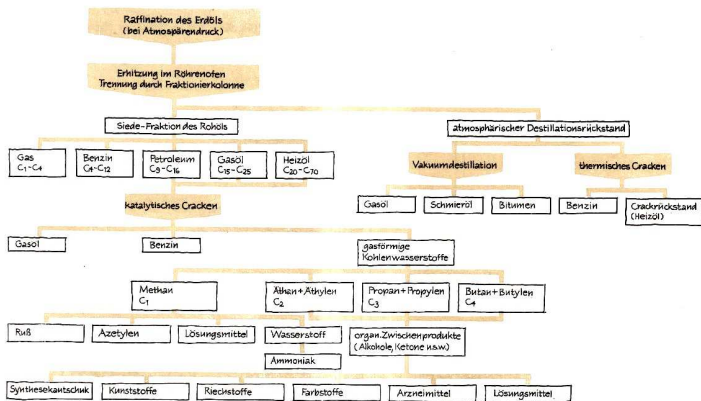 Raffination des Erdöls
(bei Atmospärendruck)
Erhitzung im Röhrenofen
Trennung durch Fraktionierkolonne
Siede-Fraktion des Rohöls
atmosphärischer Destillationsrückstand
Gas
C₁-C₄
Benzin
C₄-C₁₂
Petroleum
C₉-C₁₆
Gasöl
C₁₅-C₂₅
Heizöl
C₂₀-C₇₀
Vakuumdestillation
thermisches Cracken
Gasöl
Schmieröl
Bitumen
Benzin
Crackrückstand
(Heizöl)
katalytisches Cracken
Gasöl
Benzin
gasförmige
Kohlenwasserstoffe
Methan
C₁
Äthan+Äthylen
C₂
Propan+Propylen
C₃
Butan+Butylen
C₄
Ruß
Azetylen
Lösungsmittel
Wasserstoff
organ. Zwischenprodukte
(Alkohole, Ketone u.s.w.)
Ammoniak
Synthesekautschuk
Kunststoffe
Riechstoffe
Farbstoffe
Arzneimittel
Lösungsmittel